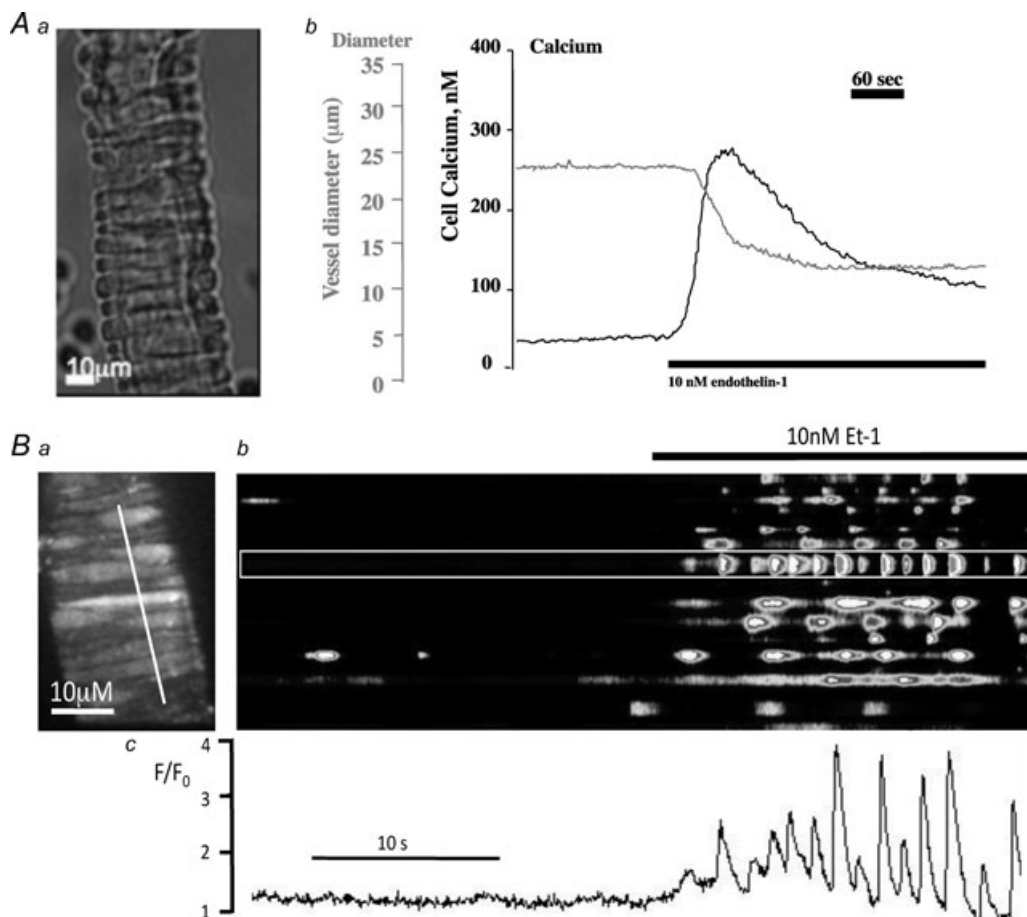 A a
10μm
b
Diameter
Vessel diameter (μm)
35
30
25
20
15
10
5
0
Calcium
Cell Calcium, nM
400
300
200
100
0
60 sec
10 nM endothelin-1
B a
10μM
b
10nM Et-1
c
F/F0
4
3
2
1
10 s